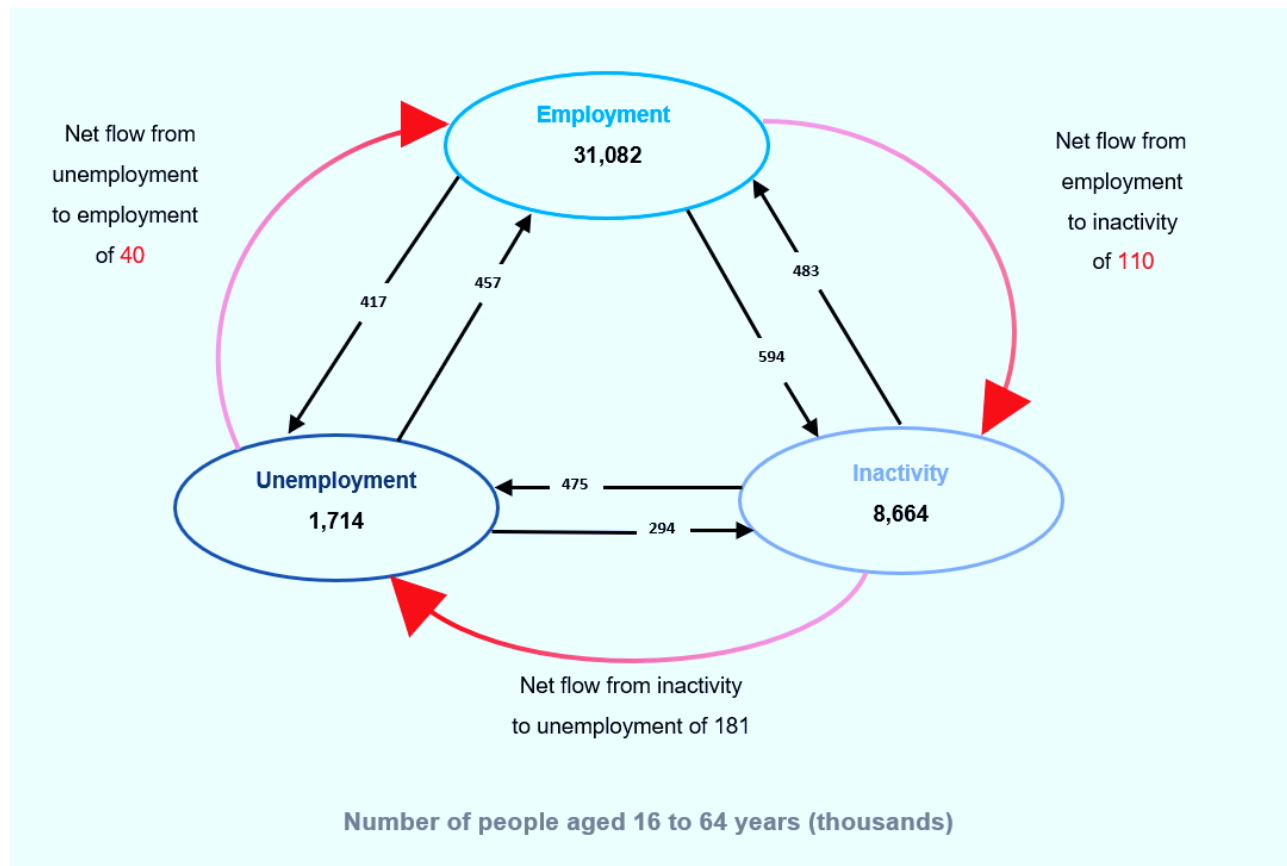 Employment
31,082
Net flow from
unemployment
to employment
of 40
Net flow from
employment
to inactivity
of 110
417
457
483
594
Unemployment
1,714
475
294
Inactivity
8,664
Net flow from inactivity
to unemployment of 181
Number of people aged 16 to 64 years (thousands)